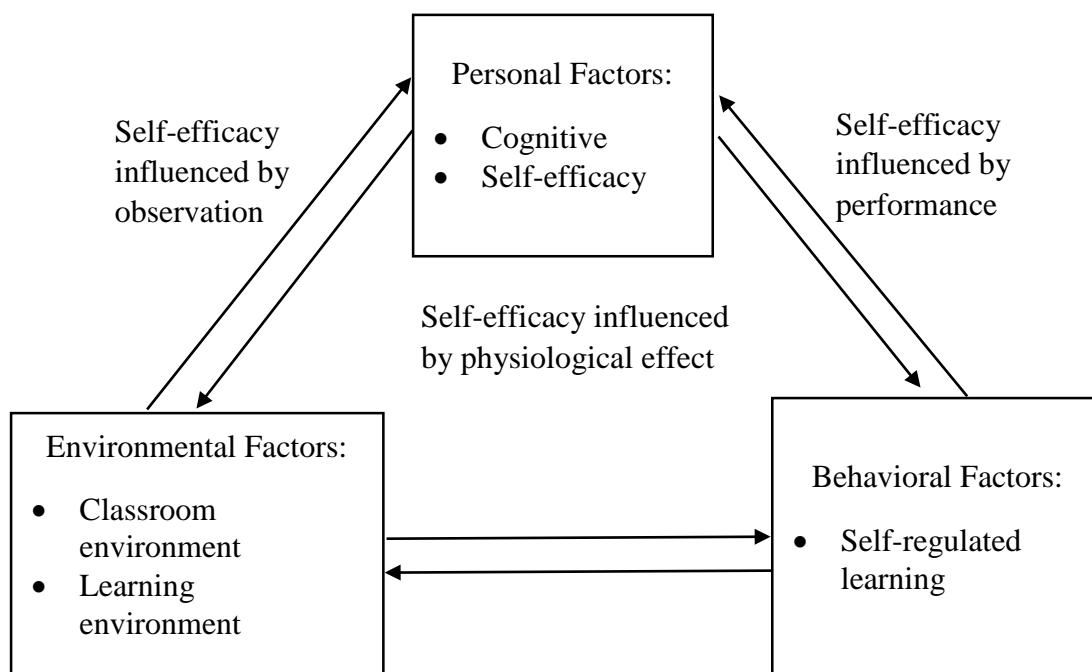 Personal Factors:
• Cognitive
• Self-efficacy
Self-efficacy
influenced by
observation
Self-efficacy
influenced by
performance
Self-efficacy influenced
by physiological effect
Environmental Factors:
• Classroom
environment
• Learning
environment
Behavioral Factors:
• Self-regulated
learning